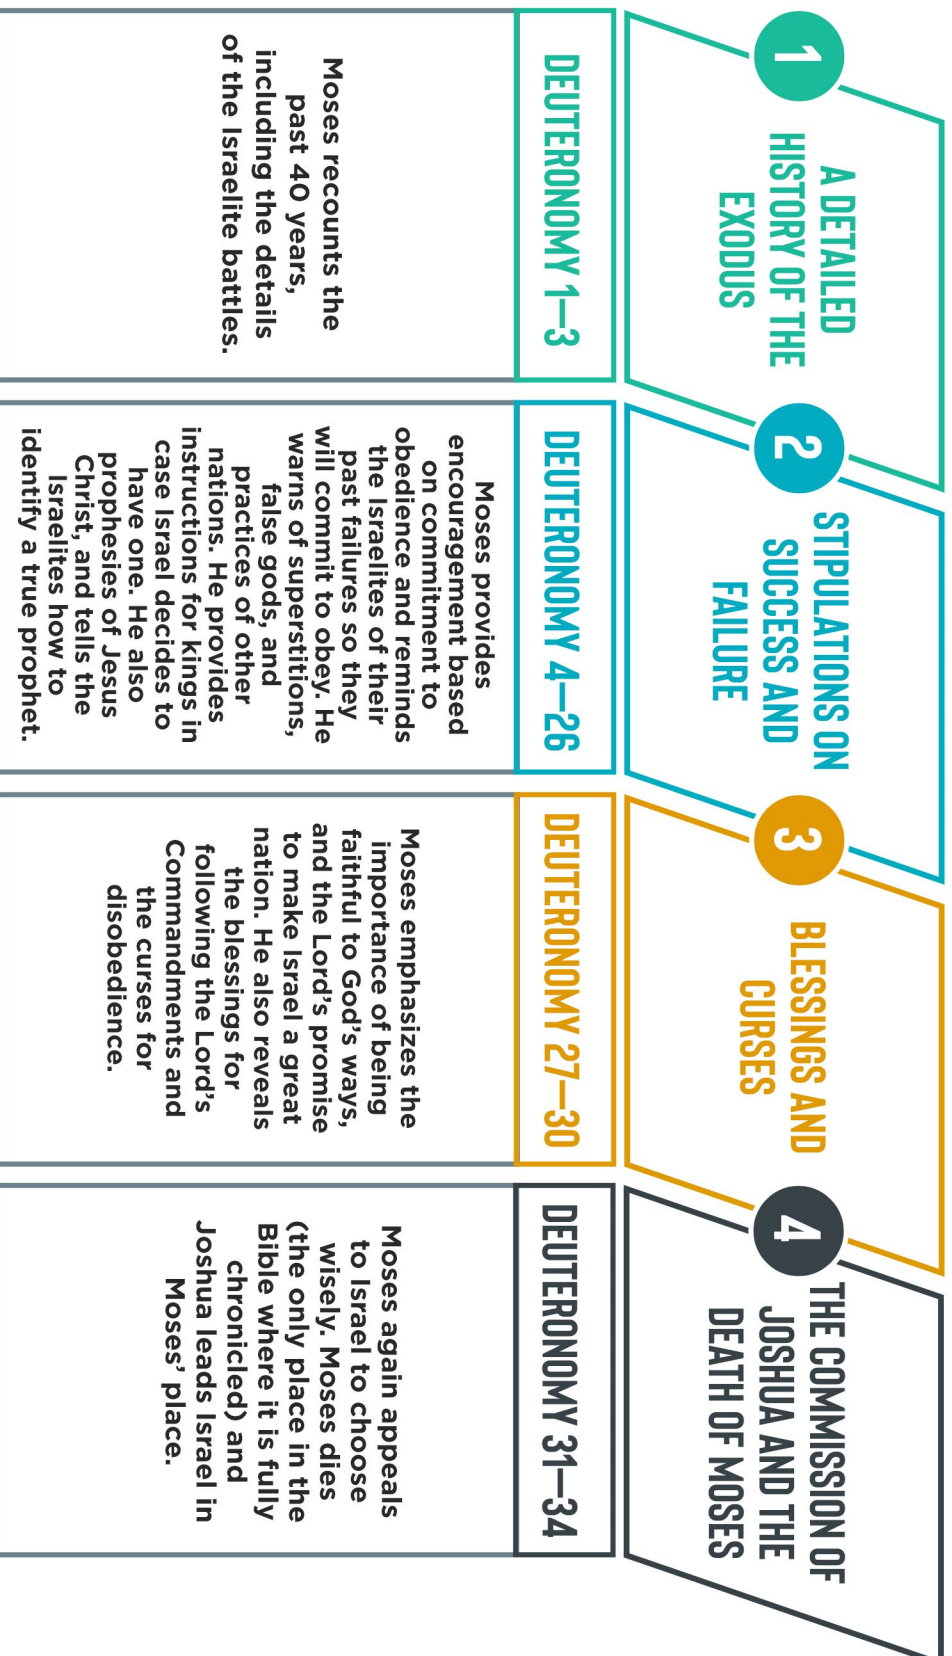 1
A DETAILED
HISTORY OF THE
EXODUS
DEUTERONOMY 1—3
Moses recounts the
past 40 years,
including the details
of the Israelite battles.
2
STIPULATIONS ON
SUCCESS AND
FAILURE
DEUTERONOMY 4—26
Moses provides
encouragement based
on commitment to
obedience and reminds
the Israelites of their
past failures so they
will commit to obey. He
warns of superstitions,
false gods, and
practices of other
nations. He provides
instructions for kings in
case Israel decides to
have one. He also
prophesies of Jesus
Christ, and tells the
Israelites how to
identify a true prophet.
3
BLESSINGS AND
CURSES
DEUTERONOMY 27—30
Moses emphasizes the
importance of being
faithful to God's ways,
and the Lord's promise
to make Israel a great
nation. He also reveals
the blessings for
following the Lord's
Commandments and
the curses for
disobedience.
4
THE COMMISSION OF
JOSHUA AND THE
DEATH OF MOSES
DEUTERONOMY 31—34
Moses again appeals
to Israel to choose
wisely. Moses dies
(the only place in the
Bible where it is fully
chronicled) and
Joshua leads Israel in
Moses' place.